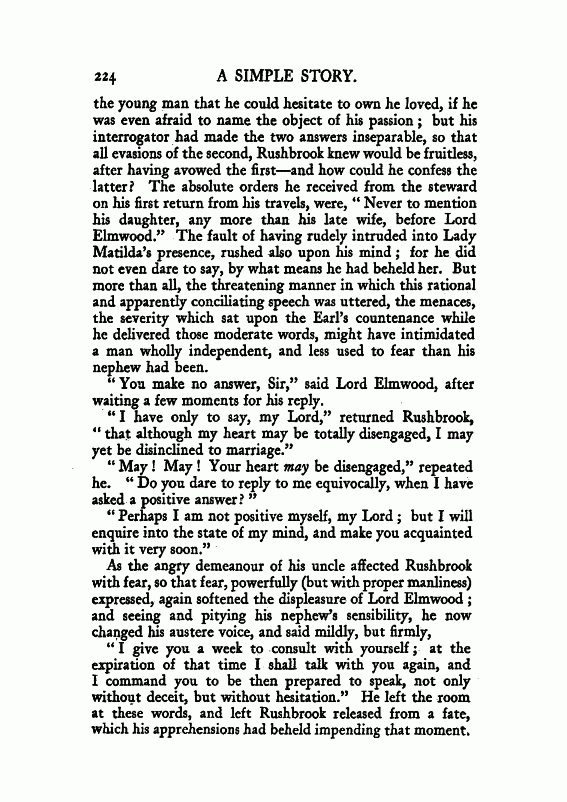 224 A SIMPLE STORY.
the young man that he could hesitate to own he loved, if he
was even afraid to name the object of his passion ; but his
interrogator had made the two answers inseparable, so that
all evasions of the second, Rushbrook knew would be fruitless,
after having avowed the first—and how could he confess the
latter? The absolute orders he received from the steward
on his first return from his travels, were, “ Never to mention
his daughter, any more than his late wife, before Lord
Elmwood.” The fault of having rudely intruded into Lady
Matilda’s presence, rushed also upon his mind ; for he did
not even dare to say, by what means he had beheld her. But
more than all, the threatening manner in which this rational
and apparently conciliating speech was uttered, the menaces,
the severity which sat upon the Earl’s countenance while
he delivered those moderate words, might have intimidated
a man wholly independent, and less used to fear than his
nephew had been.
“ You make no answer, Sir,” said Lord Elmwood, after
waiting a few moments for his reply.
“ I have only to say, my Lord,” returned Rushbrook,
“ that although my heart may be totally disengaged, I may
yet be disinclined to marriage.”
“ May ! May ! Your heart may be disengaged,” repeated
he. “ Do you dare to reply to me equivocally, when I have
asked a positive answer? ”
“ Perhaps I am not positive myself, my Lord ; but I will
enquire into the state of my mind, and make you acquainted
with it very soon.”
As the angry demeanour of his uncle affected Rushbrook
with fear, so that fear, powerfully (but with proper manliness)
expressed, again softened the displeasure of Lord Elmwood ;
and seeing and pitying his nephew’s sensibility, he now
changed his austere voice, and said mildly, but firmly,
“ I give you a week to consult with yourself ; at the
expiration of that time I shall talk with you again, and
I command you to be then prepared to speak, not only
without deceit, but without hesitation.” He left the room
at these words, and left Rushbrook released from a fate,
which his apprehensions had beheld impending that moment.